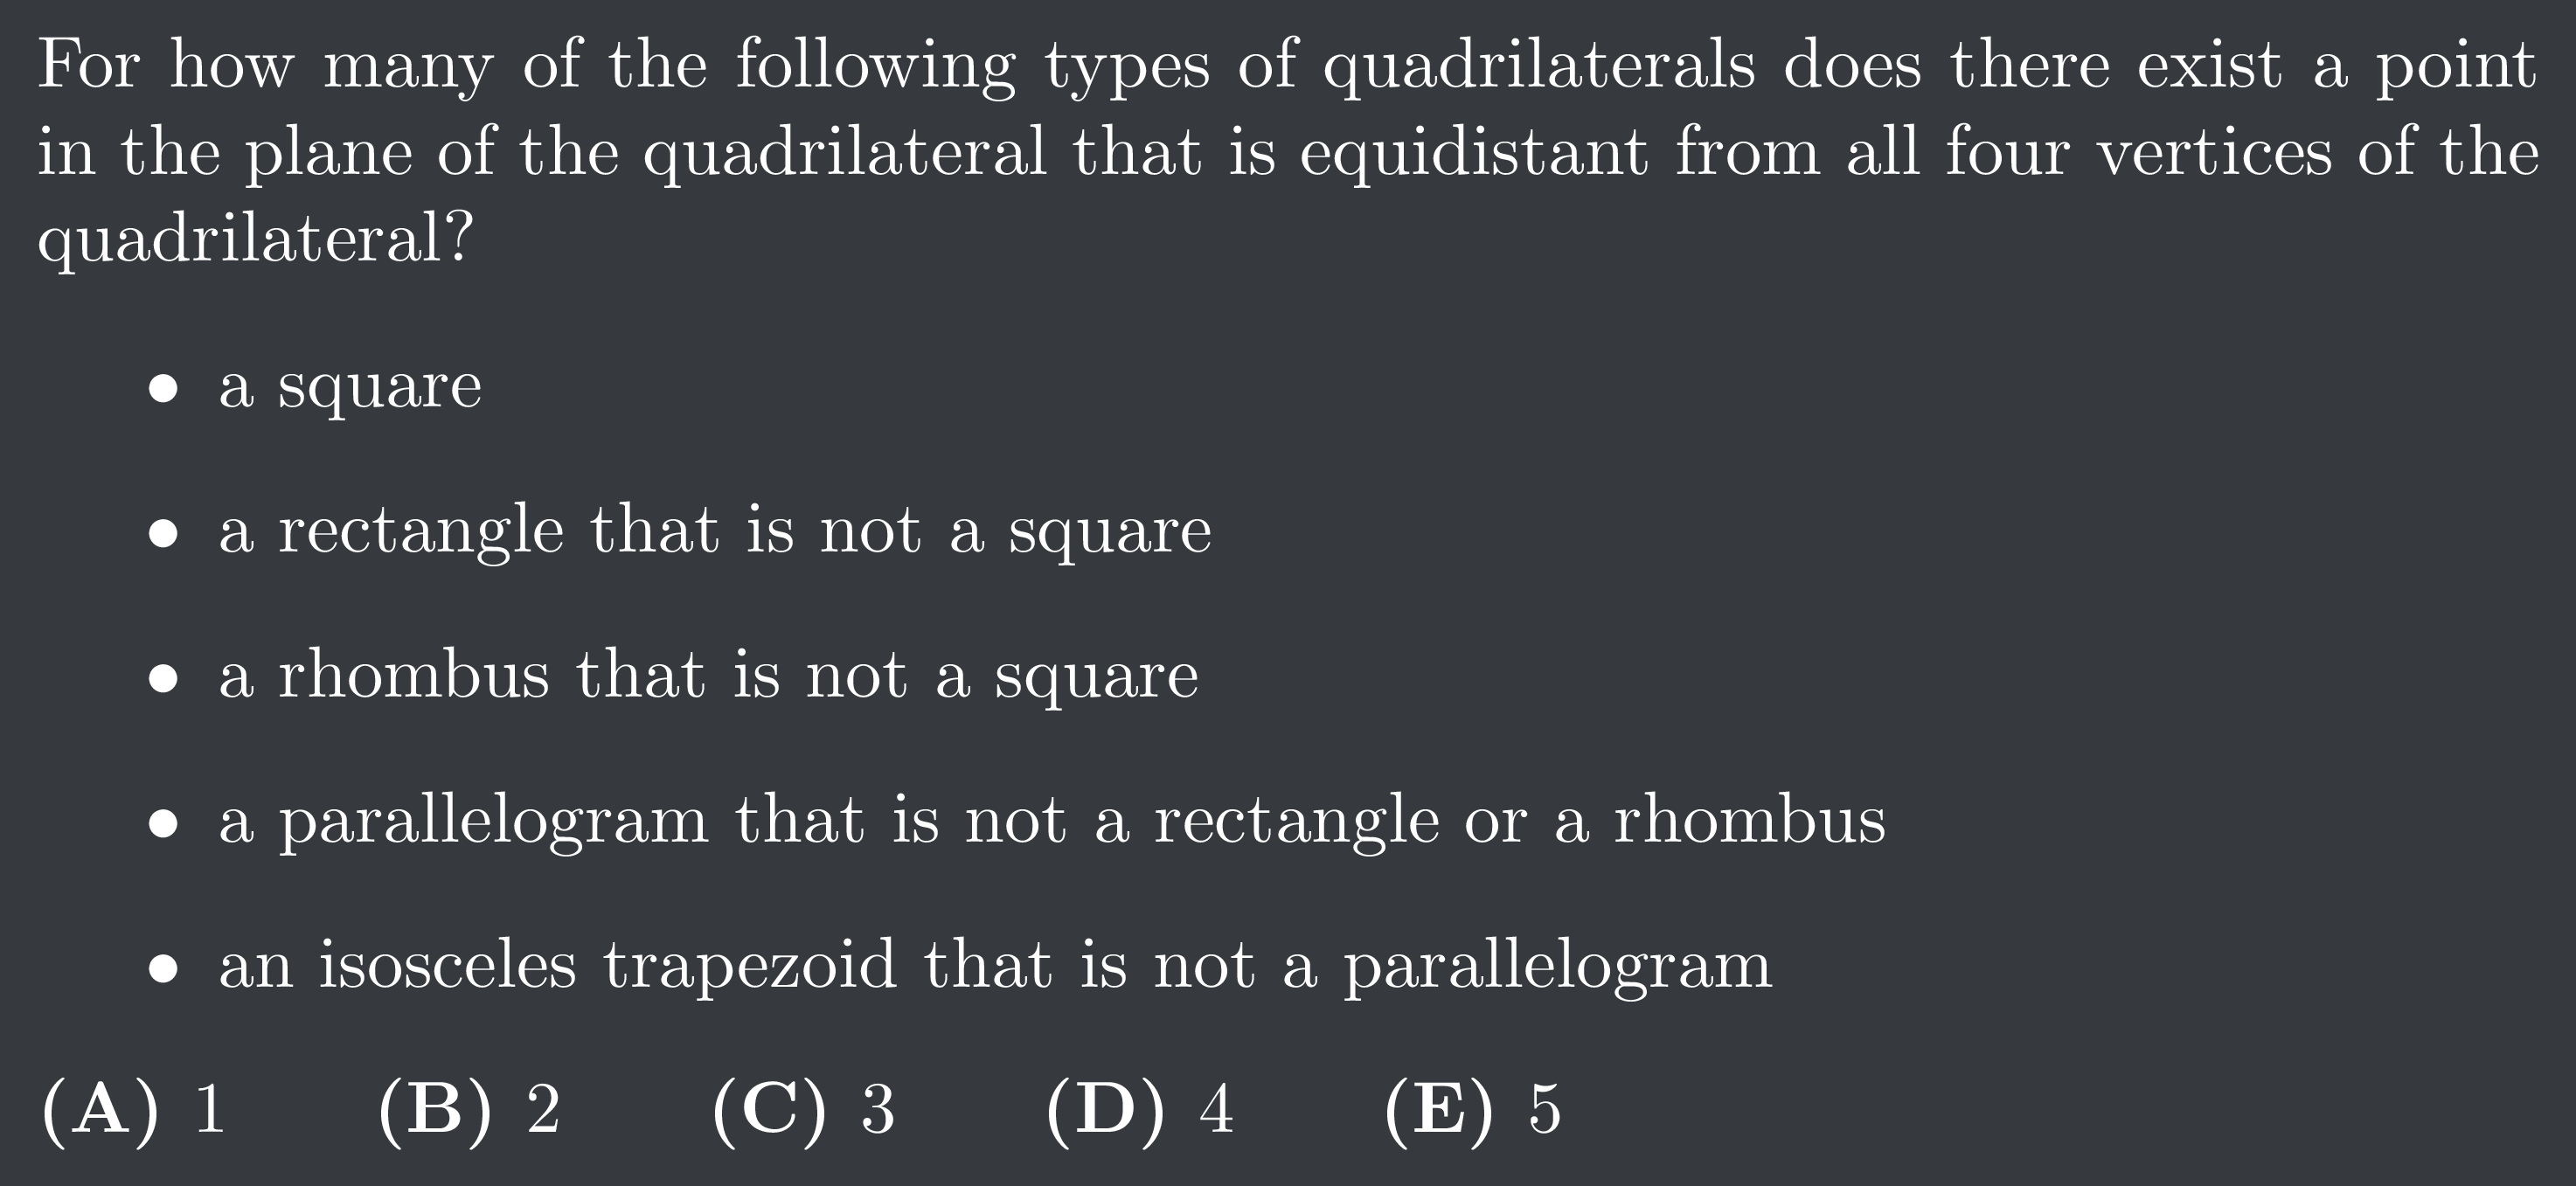 For how many of the following types of quadrilaterals does there exist a point
in the plane of the quadrilateral that is equidistant from all four vertices of the
quadrilateral?
• a square
• a rectangle that is not a square
• a rhombus that is not a square
• a parallelogram that is not a rectangle or a rhombus
• an isosceles trapezoid that is not a parallelogram
(A) 1 (B) 2 (C) 3 (D) 4 (E) 5